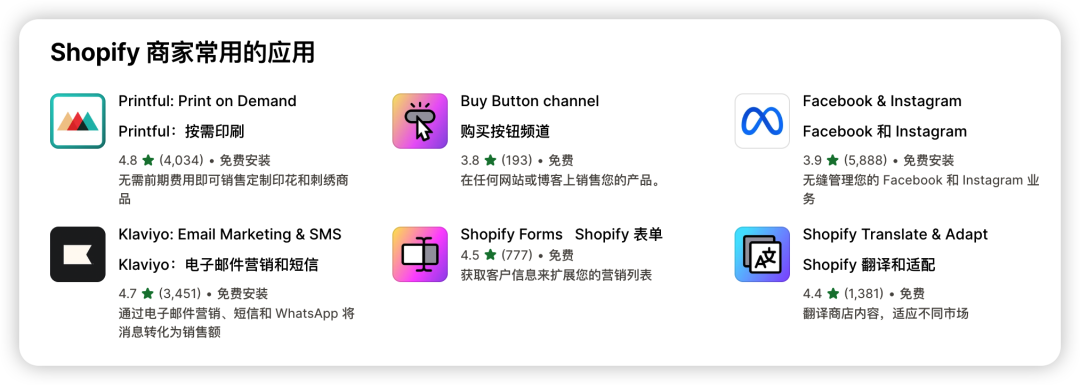 Shopify 商家常用的应用
Printful: Print on Demand
Printful：按需印刷
4.8 ★ (4,034) • 免费安装
无需前期费用即可销售定制印花和刺绣商
品
Buy Button channel
购买按钮频道
3.8 ★ (193) • 免费
在任何网站或博客上销售您的产品。
Facebook & Instagram
Facebook 和 Instagram
3.9 ★ (5,888) • 免费安装
无缝管理您的 Facebook 和 Instagram 业
务
Klaviyo: Email Marketing & SMS
Klaviyo：电子邮件营销和短信
4.7 ★ (3,451) • 免费安装
通过电子邮件营销、短信和 WhatsApp 将
消息转化为销售额
Shopify Forms Shopify 表单
4.5 ★ (777) • 免费
获取客户信息来扩展您的营销列表
Shopify Translate & Adapt
Shopify 翻译和适配
4.4 ★ (1,381) • 免费
翻译商店内容，适应不同市场